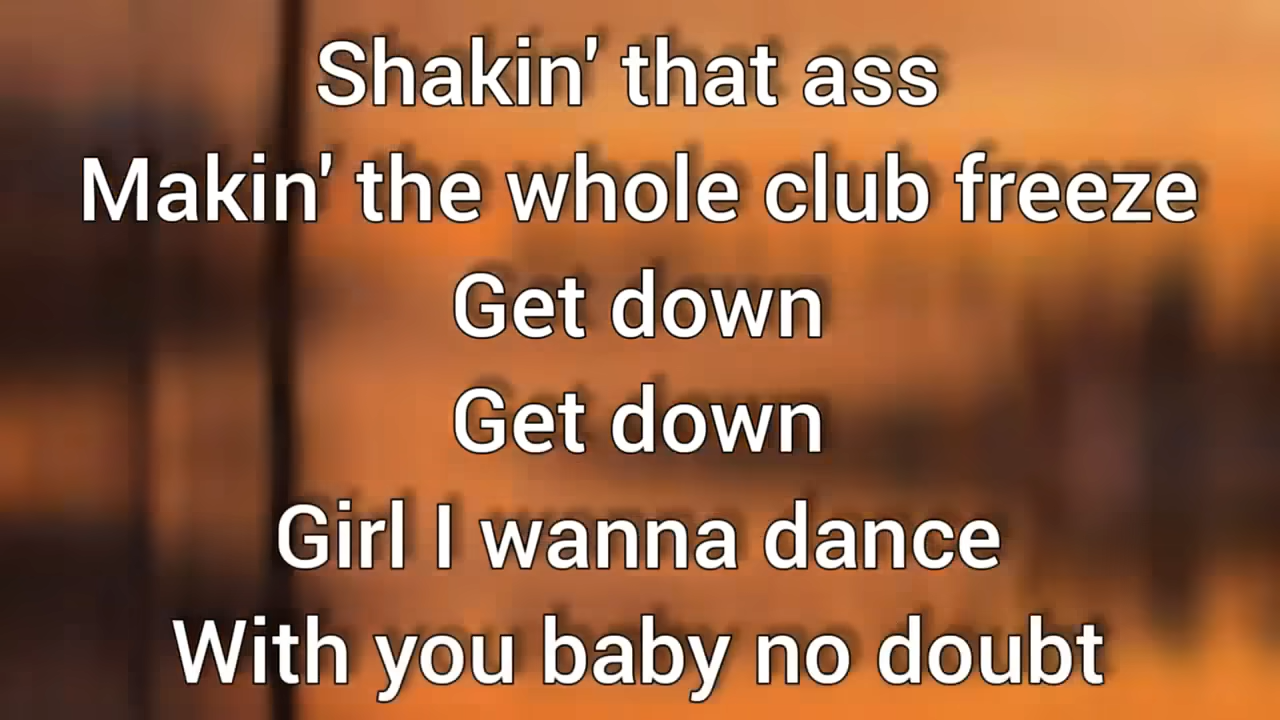 Shakin' that ass
Makin' the whole club freeze
Get down
Get down
Girl I wanna dance
With you baby no doubt